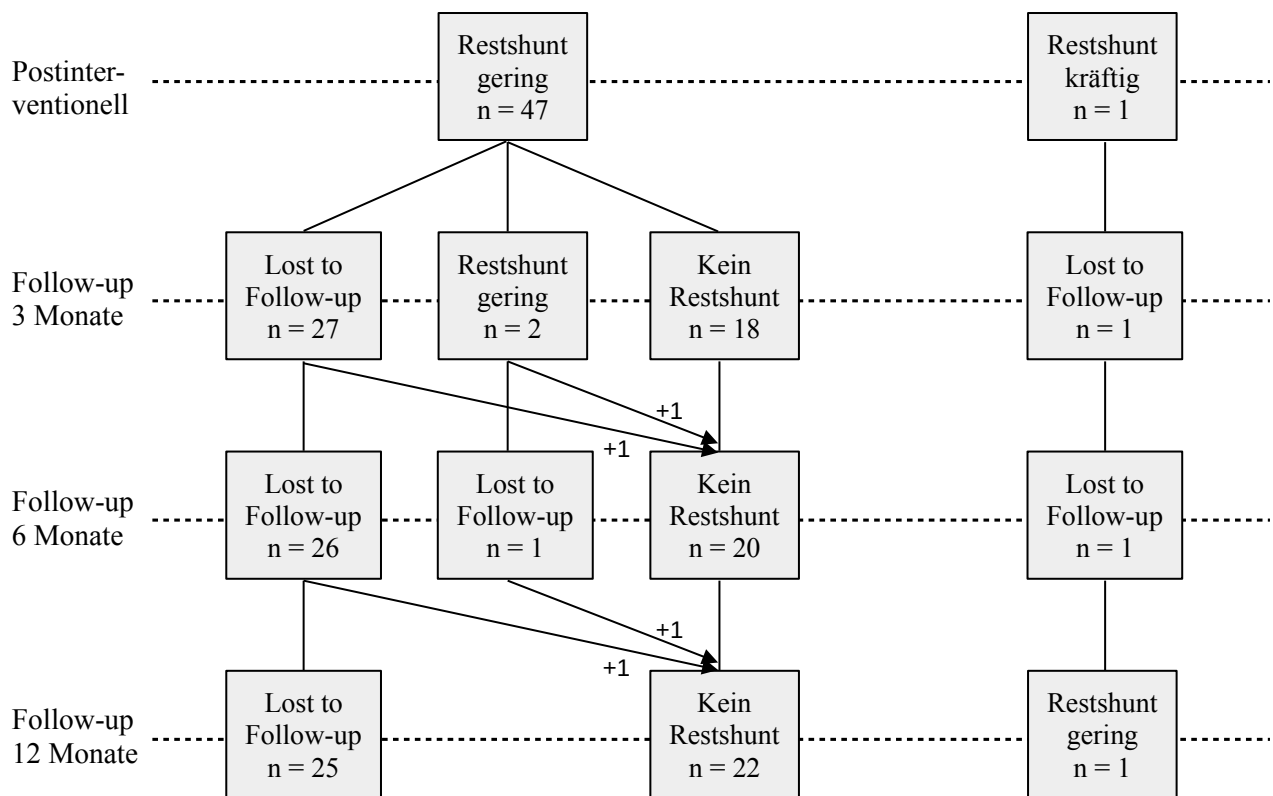 Postinter-
ventionell
Restshunt
gering
n = 47
Restshunt
kräftig
n = 1
Follow-up
3 Monate
Lost to
Follow-up
n = 27
Restshunt
gering
n = 2
Kein
Restshunt
n = 18
Lost to
Follow-up
n = 1
+1
+1
Follow-up
6 Monate
Lost to
Follow-up
n = 26
Lost to
Follow-up
n = 1
Kein
Restshunt
n = 20
Lost to
Follow-up
n = 1
+1
+1
Follow-up
12 Monate
Lost to
Follow-up
n = 25
Kein
Restshunt
n = 22
Restshunt
gering
n = 1